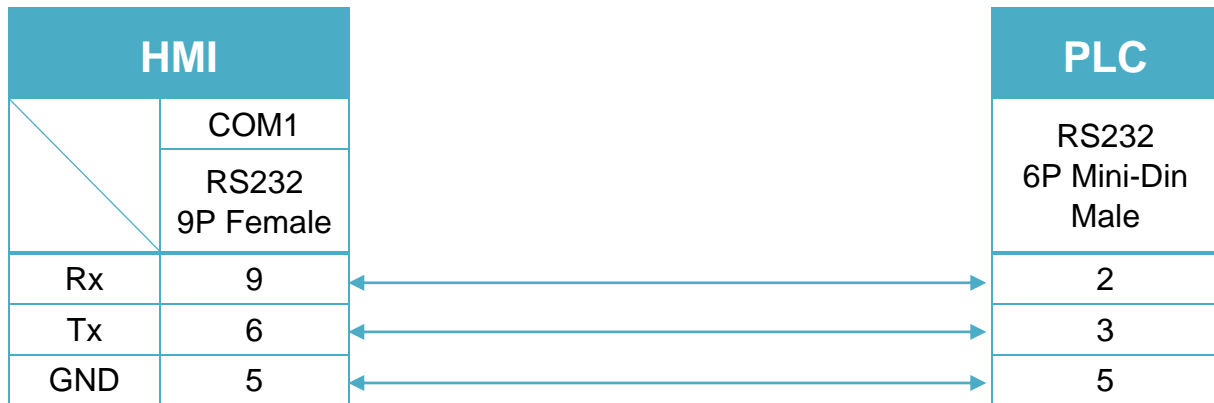 HMI
PLC
COM1
RS232
9P Female
RS232
6P Mini-Din
Male
Rx 9 2
Tx 6 3
GND 5 5